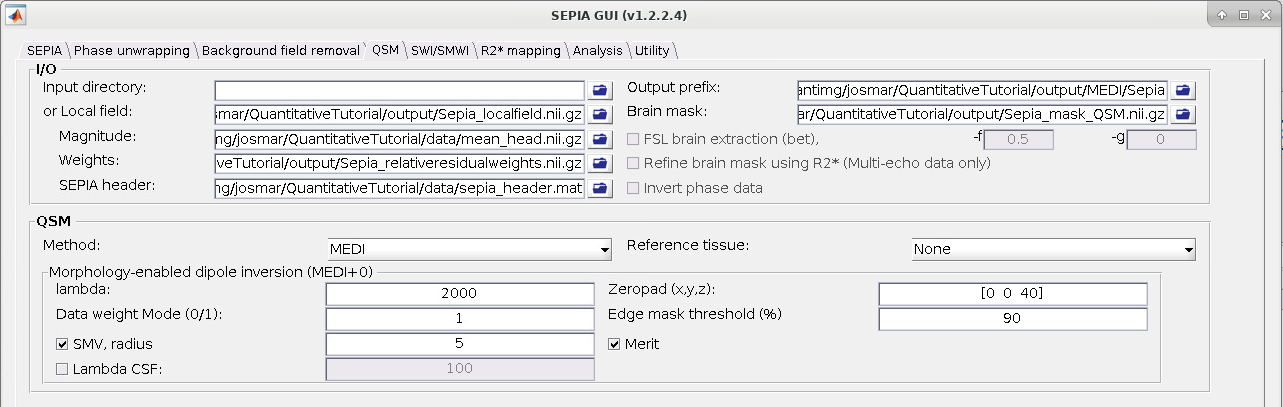 SEPIA GUI (v1.2.2.4)
SEPIA Phase unwrapping Background field removal QSM SWI/SMWI R2* mapping Analysis Utility
I/O
Input directory: Output prefix: antimg/josmar/QuantitativeTutorial/output/MEDI/Sepia
or Local field: mar/QuantitativeTutorial/output/Sepia_localfield.nii.gz Brain mask: ar/QuantitativeTutorial/output/Sepia_mask_QSM.nii.gz
Magnitude: ng/josmar/QuantitativeTutorial/data/mean_head.nii.gz FSL brain extraction (bet), -f 0.5 -g 0
Weights: veTutorial/output/Sepia_relativeresidualweights.nii.gz Refine brain mask using R2* (Multi-echo data only)
SEPIA header: ng/josmar/QuantitativeTutorial/data/sepia_header.mat Invert phase data
QSM
Method: MEDI Reference tissue: None
Morphology-enabled dipole inversion (MEDI+0)
lambda: 2000 Zeropad (x,y,z): [0 0 40]
Data weight Mode (0/1): 1 Edge mask threshold (%) 90
SMV, radius 5 Merit
Lambda CSF: 100